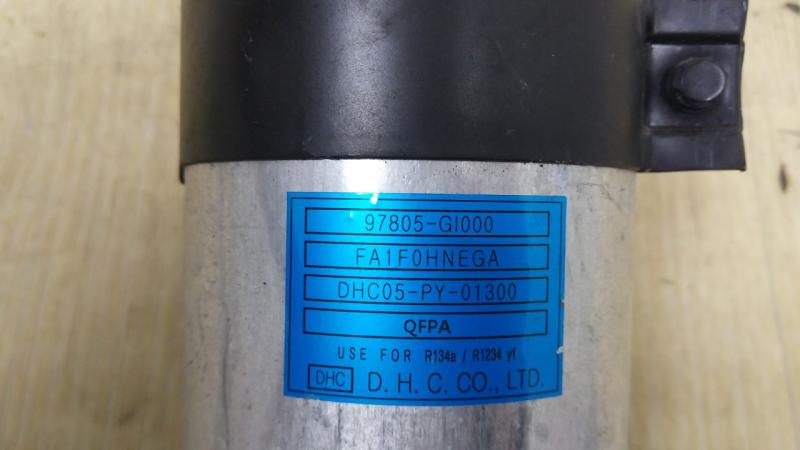 97805-GI000
FA1F0HNEGA
DHC05-PY-01300
QFPA
USE FOR R134a / R1234 yf
DHC D. H. C. CO., LTD.